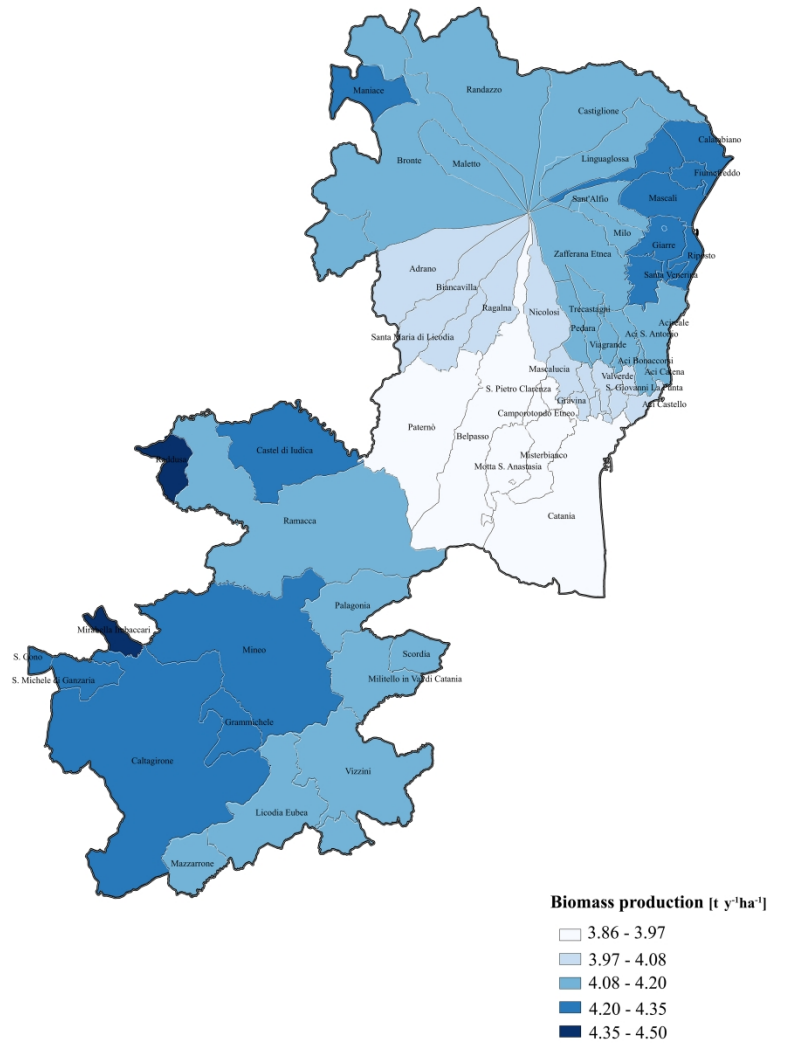 Maniace
Randazzo
Castiglione
Calatabiano
Bronte
Maletto
Linguaglossa
Fiumefreddo
Sant'Alfio
Mascali
Milo
Giarre
Zafferana Etnea
Riposto
Adrano
Santa Venerina
Biancavilla
Ragalna
Nicolosi
Trecastagni
Acireale
Pedara
Aci S. Antonio
Santa Maria di Licodia
Viagrande
Aci Bonaccorsi
Mascalucia
Valverde
Aci Catena
S. Pietro Clarenza
S. Giovanni La Punta
Gravina
Aci Castello
Camporotondo Etneo
Paternò
Belpasso
Castel di Iudica
Misterbianco
Raddusa
Motta S. Anastasia
Catania
Ramacca
Palagonia
Mirabella Imbaccari
Mineo
Scordia
S. Cono
S. Michele di Ganzaria
Militello in Val di Catania
Grammichele
Caltagirone
Vizzini
Licodia Eubea
Mazzarrone
Biomass production [t y⁻¹ha⁻¹]
3.86 - 3.97
3.97 - 4.08
4.08 - 4.20
4.20 - 4.35
4.35 - 4.50